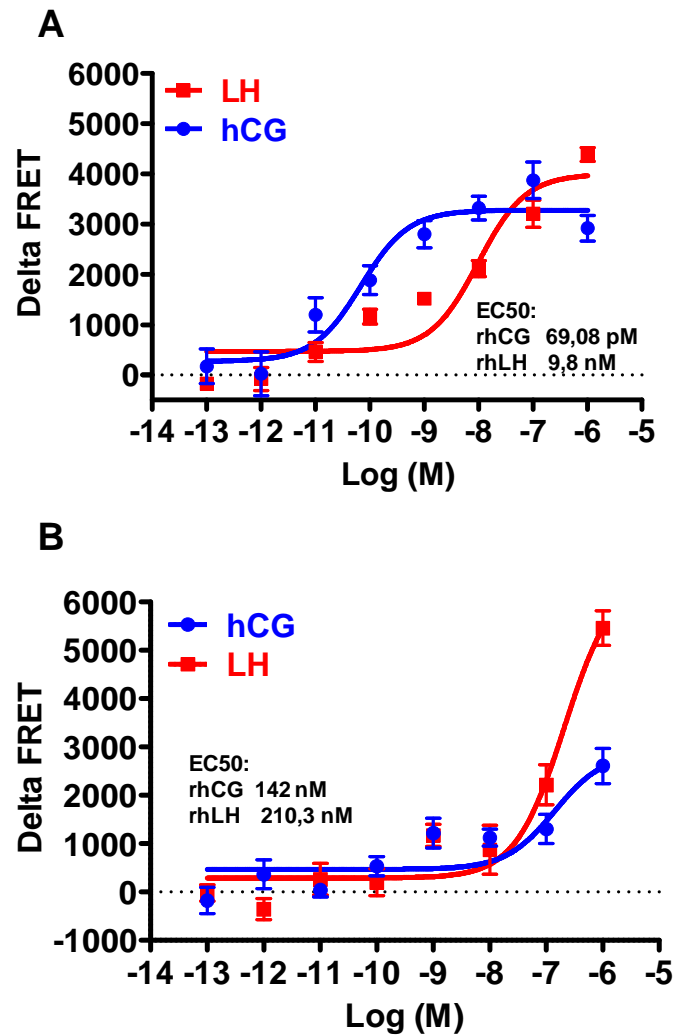 A
LH
hCG
6000
5000
4000
3000
2000
1000
0
Delta FRET
EC50:
rhCG 69,08 pM
rhLH 9,8 nM
-14 -13 -12 -11 -10 -9 -8 -7 -6 -5
Log (M)
B
hCG
LH
6000
5000
4000
3000
2000
1000
0
-1000
Delta FRET
EC50:
rhCG 142 nM
rhLH 210,3 nM
-14 -13 -12 -11 -10 -9 -8 -7 -6 -5
Log (M)